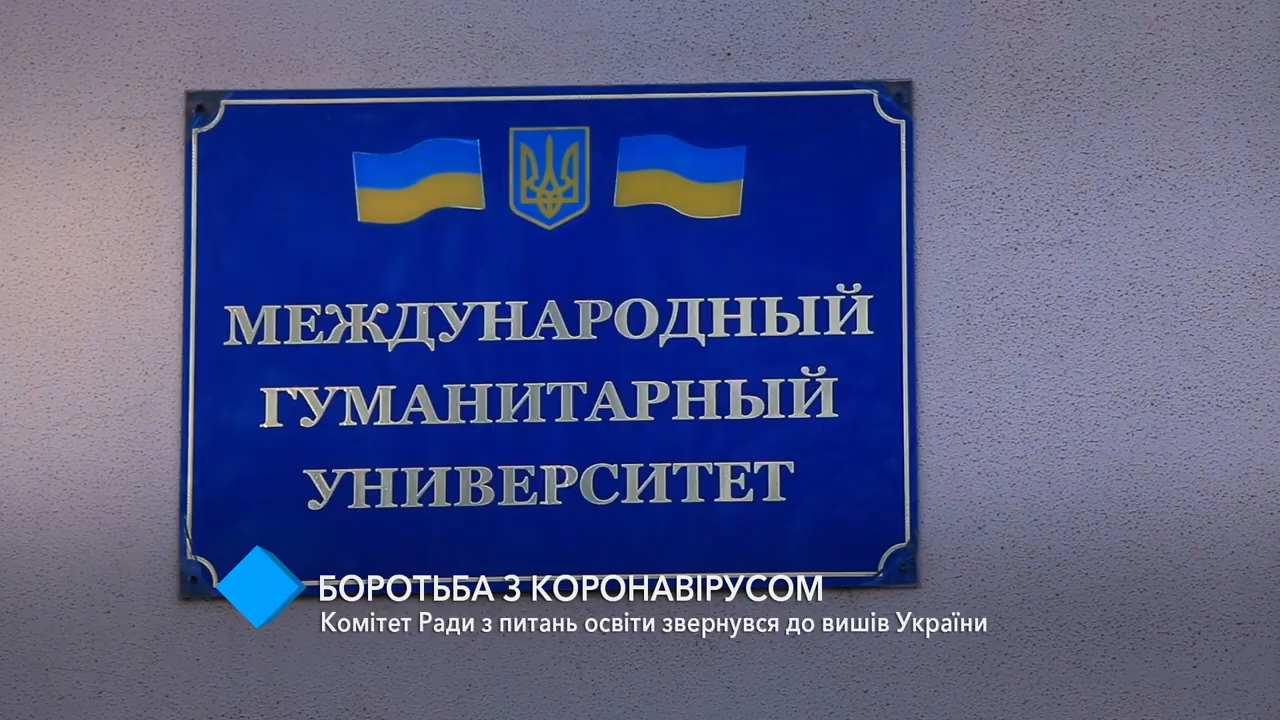 МЕЖДУНАРОДНЫЙ
ГУМАНИТАРНЫЙ
УНИВЕРСИТЕТ
БОРОТЬБА З КОРОНАВІРУСОМ
Комітет Ради з питань освіти звернувся до вишів України